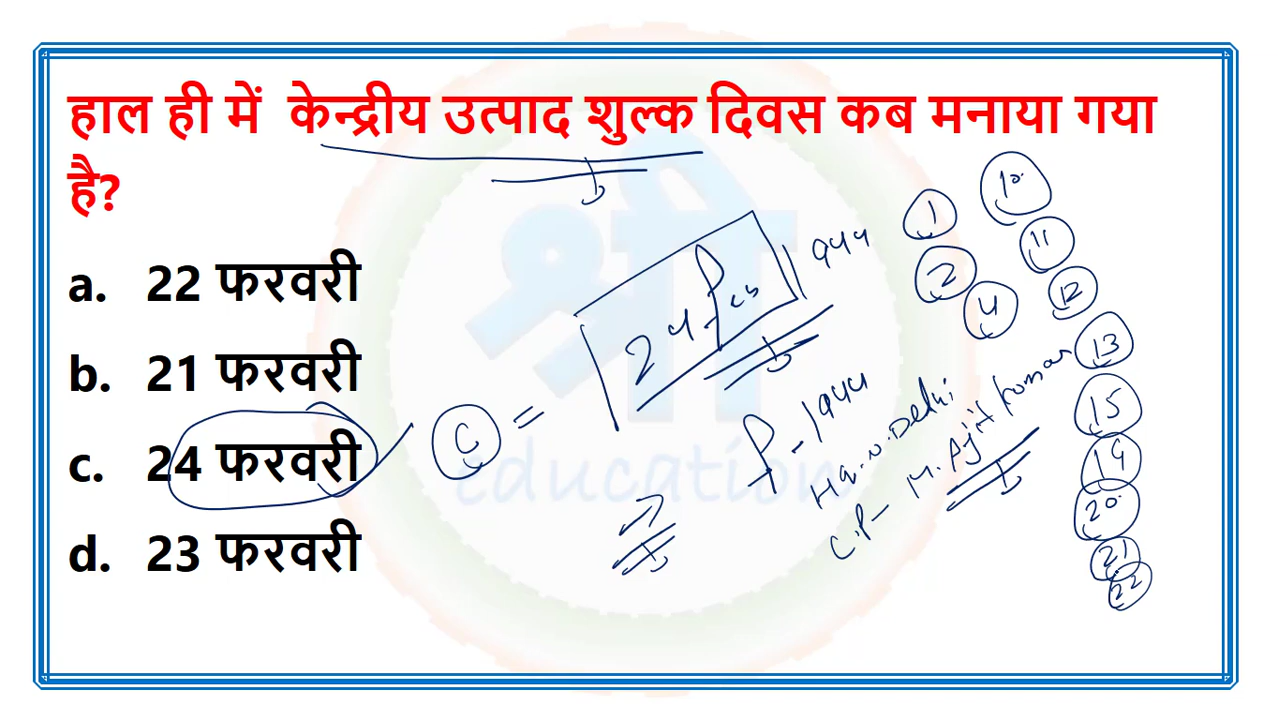 हाल ही में केन्द्रीय उत्पाद शुल्क दिवस कब मनाया गया
है?
a. 22 फरवरी
b. 21 फरवरी
c. 24 फरवरी
d. 23 फरवरी
C =
24 Feb
1944
1944
H.Q. N. Delhi
C.P - M. Ajit Kumar
1
2
4
10
11
12
13
15
19
20
21
22
श्री
education